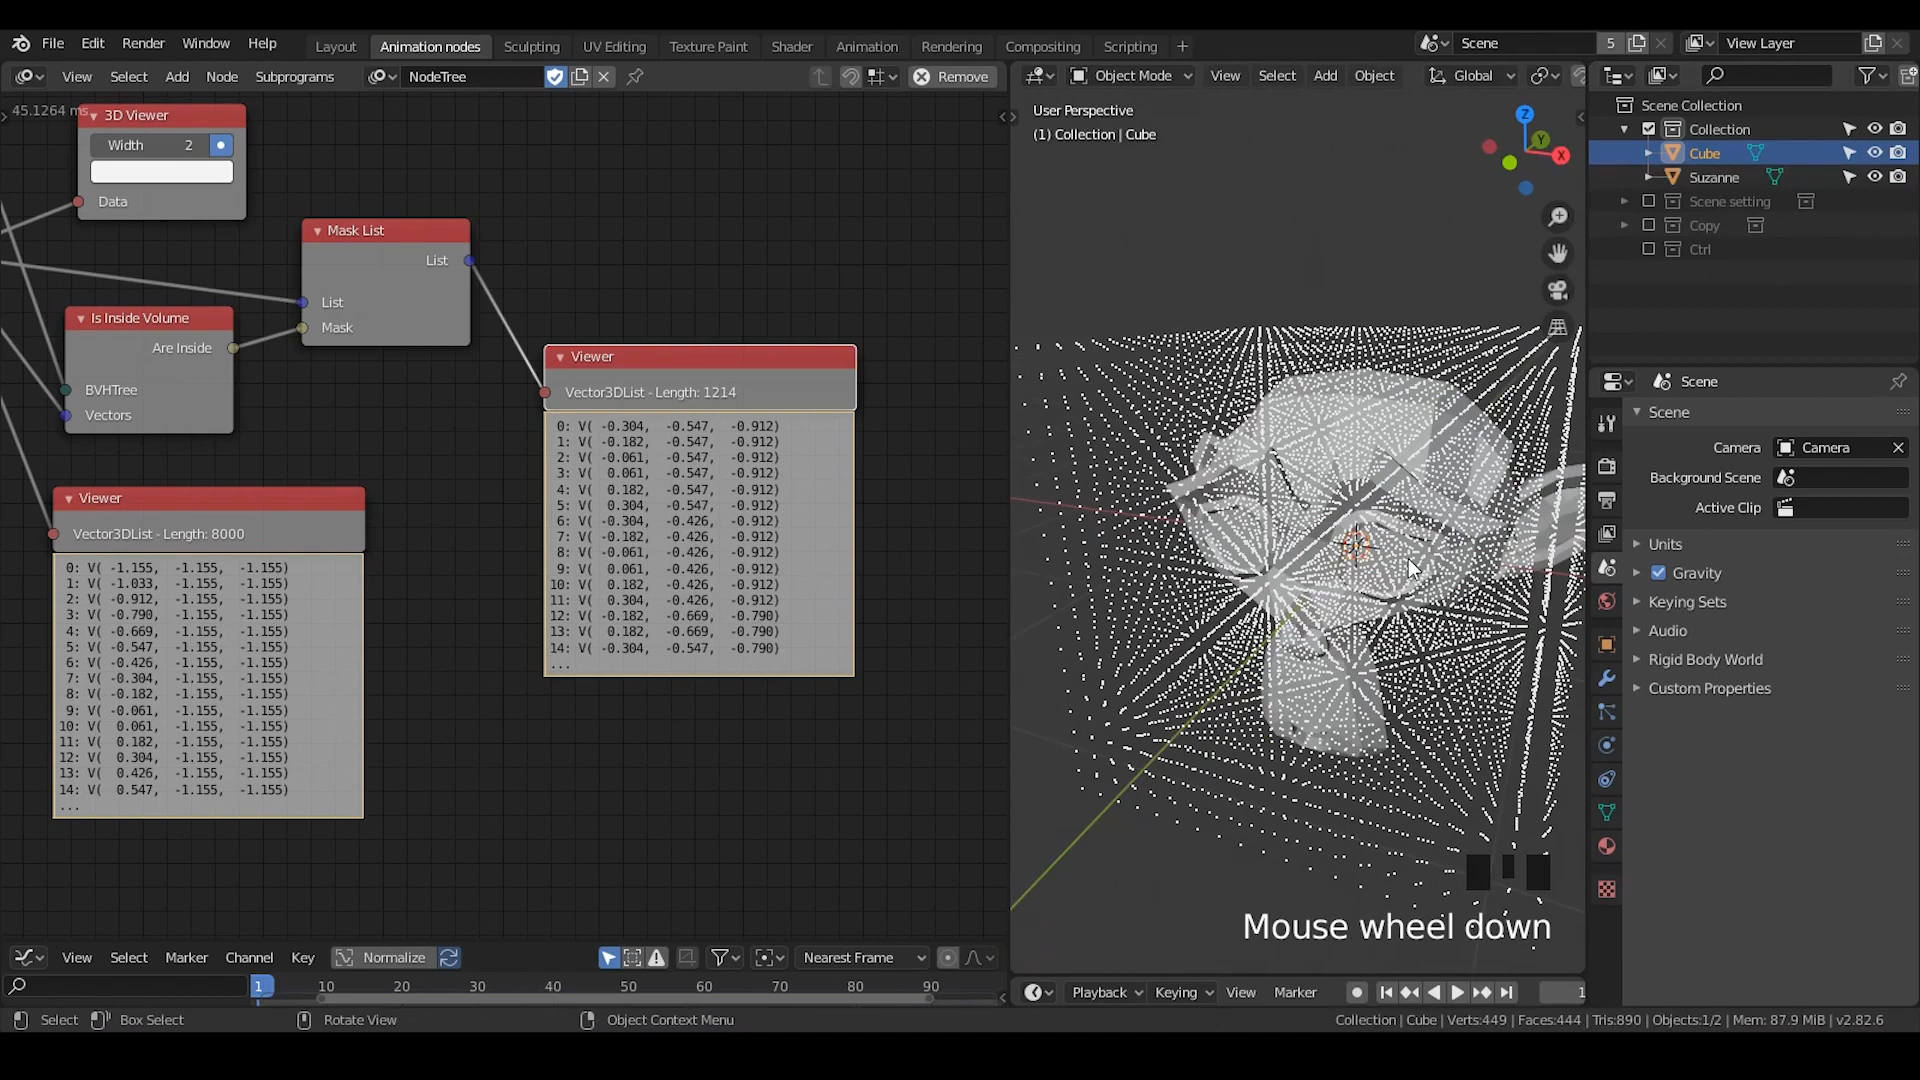 File Edit Render Window Help Layout Animation nodes Sculpting UV Editing Texture Paint Shader Animation Rendering Compositing Scripting + Scene 5 View Layer
View Select Add Node Subprograms NodeTree Remove Object Mode View Select Add Object Global
45.1264 ms
3D Viewer
Width 2
Data
Mask List
List
List
Mask
Is Inside Volume
Are Inside
BVHTree
Vectors
Viewer
Vector3DList - Length: 1214
0: V( -0.304, -0.547, -0.912)
1: V( -0.182, -0.547, -0.912)
2: V( -0.061, -0.547, -0.912)
3: V( 0.061, -0.547, -0.912)
4: V( 0.182, -0.547, -0.912)
5: V( 0.304, -0.547, -0.912)
6: V( -0.304, -0.426, -0.912)
7: V( -0.182, -0.426, -0.912)
8: V( -0.061, -0.426, -0.912)
9: V( 0.061, -0.426, -0.912)
10: V( 0.182, -0.426, -0.912)
11: V( 0.304, -0.426, -0.912)
12: V( -0.182, -0.669, -0.790)
13: V( 0.182, -0.669, -0.790)
14: V( -0.304, -0.547, -0.790)
...
Viewer
Vector3DList - Length: 8000
0: V( -1.155, -1.155, -1.155)
1: V( -1.033, -1.155, -1.155)
2: V( -0.912, -1.155, -1.155)
3: V( -0.790, -1.155, -1.155)
4: V( -0.669, -1.155, -1.155)
5: V( -0.547, -1.155, -1.155)
6: V( -0.426, -1.155, -1.155)
7: V( -0.304, -1.155, -1.155)
8: V( -0.182, -1.155, -1.155)
9: V( -0.061, -1.155, -1.155)
10: V( 0.061, -1.155, -1.155)
11: V( 0.182, -1.155, -1.155)
12: V( 0.304, -1.155, -1.155)
13: V( 0.426, -1.155, -1.155)
14: V( 0.547, -1.155, -1.155)
...
User Perspective
(1) Collection | Cube
Z
Y
X
Mouse wheel down
Scene Collection
Collection
Cube
Suzanne
Scene setting
Copy
Ctrl
Scene
Scene
Camera Camera
Background Scene
Active Clip
Units
Gravity
Keying Sets
Audio
Rigid Body World
Custom Properties
View Select Marker Channel Key Normalize Nearest Frame
1 10 20 30 40 50 60 70 80 90
Playback Keying View Marker 1
Select Box Select Rotate View Object Context Menu
Collection | Cube | Verts:449 | Faces:444 | Tris:890 | Objects:1/2 | Mem: 87.9 MiB | v2.82.6